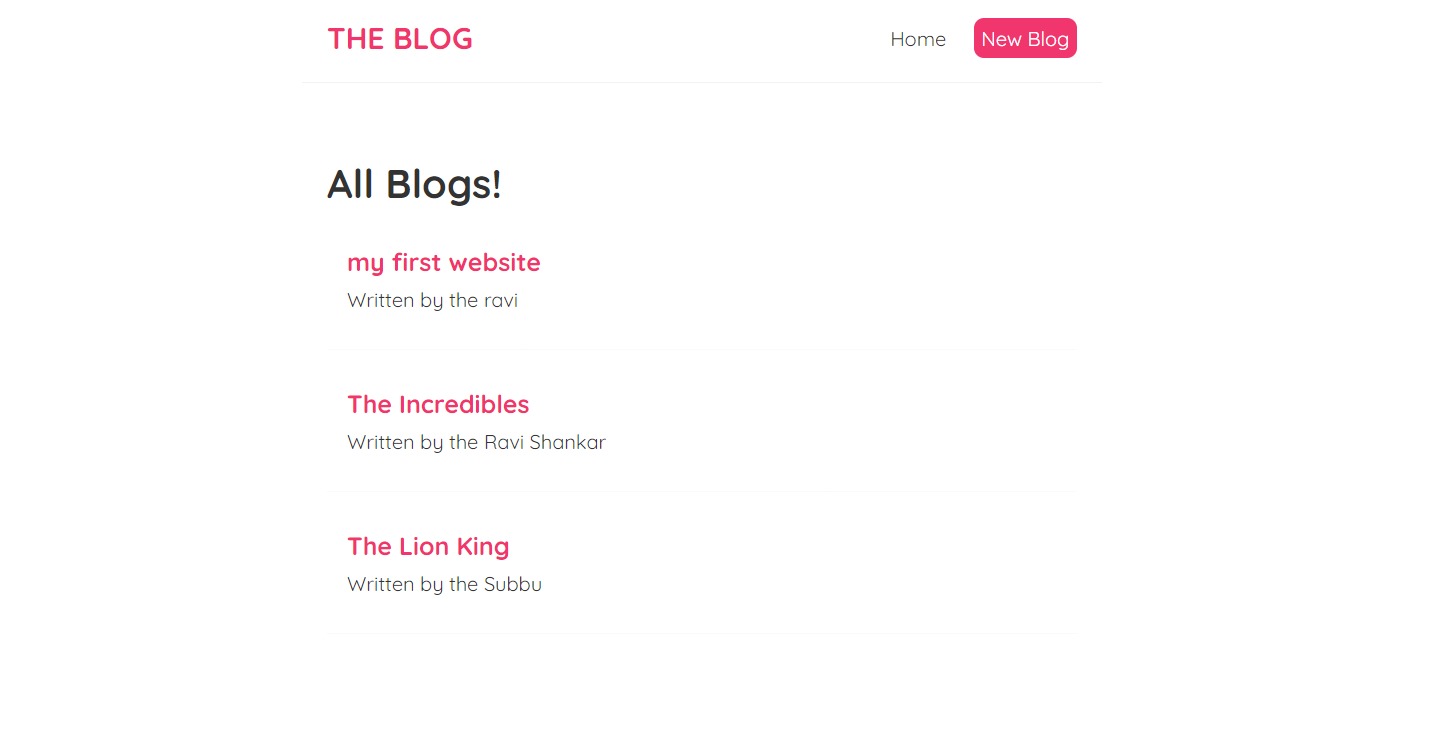 THE BLOG
Home
New Blog
All Blogs!
my first website
Written by the ravi
The Incredibles
Written by the Ravi Shankar
The Lion King
Written by the Subbu